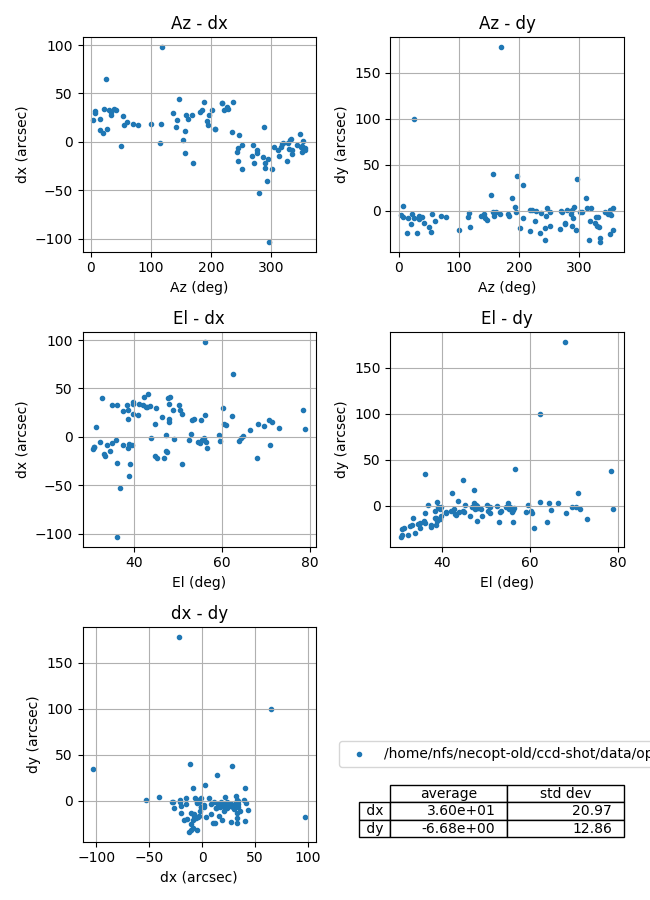 Az - dx
dx (arcsec)
100
50
0
−50
−100
0
100
200
300
Az (deg)
Az - dy
dy (arcsec)
150
100
50
0
0
100
200
300
Az (deg)
El - dx
dx (arcsec)
100
50
0
−50
−100
40
60
80
El (deg)
El - dy
dy (arcsec)
150
100
50
0
40
60
80
El (deg)
dx - dy
dy (arcsec)
150
100
50
0
−100
−50
0
50
100
dx (arcsec)
/home/nfs/necopt-old/ccd-shot/data/op
average std dev
dx 3.60e+01 20.97
dy -6.68e+00 12.86